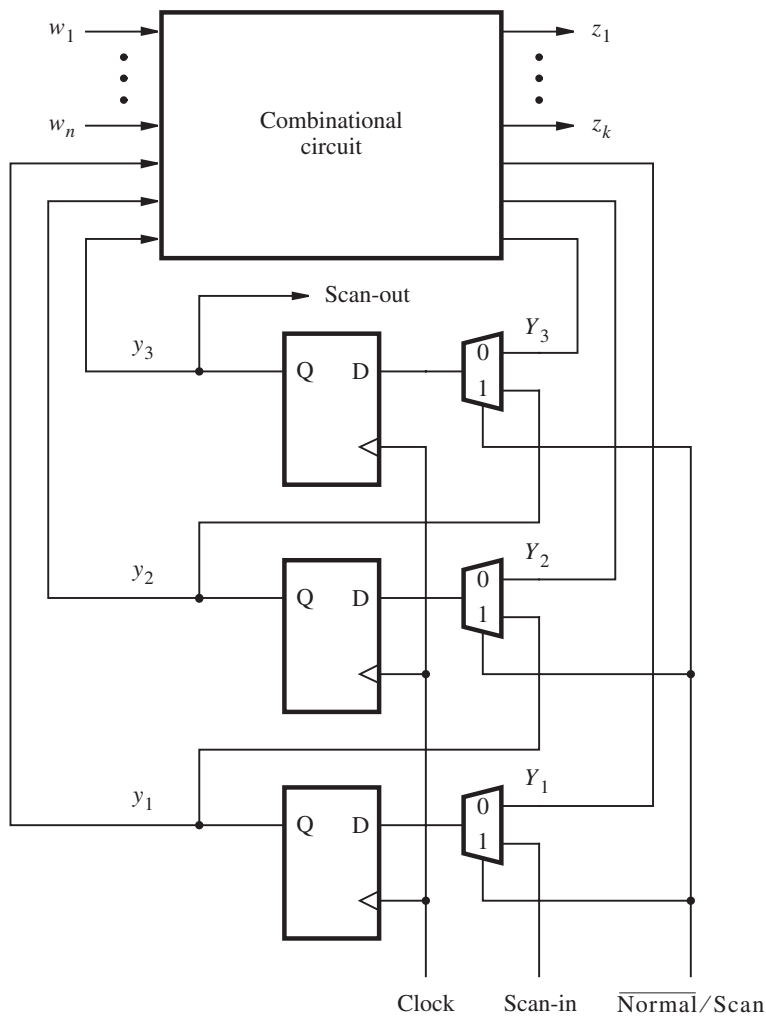 w1
z1
Combinational
circuit
wn
zk
Scan-out
Y3
y3
Q D
0
1
Y2
y2
Q D
0
1
Y1
y1
Q D
0
1
Clock
Scan-in
Normal/Scan